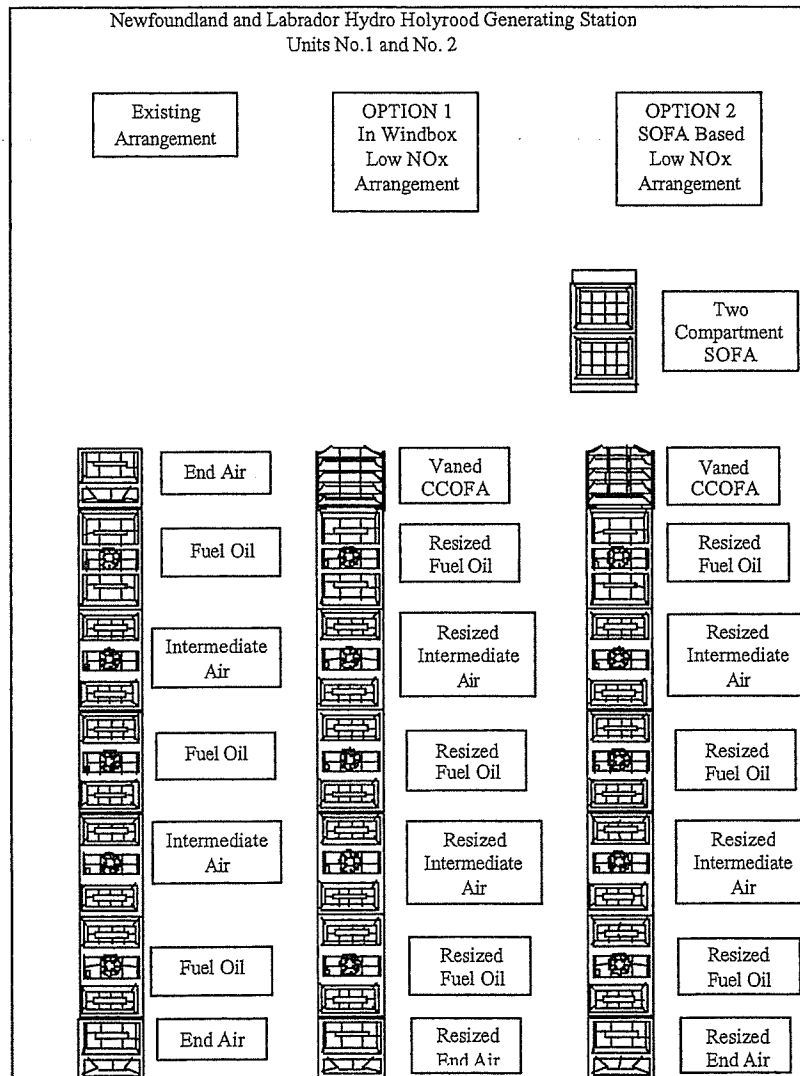 Newfoundland and Labrador Hydro Holyrood Generating Station
Units No.1 and No. 2
Existing
Arrangement
OPTION 1
In Windbox
Low NOx
Arrangement
OPTION 2
SOFA Based
Low NOx
Arrangement
Two
Compartment
SOFA
End Air
Fuel Oil
Intermediate
Air
Fuel Oil
Intermediate
Air
Fuel Oil
End Air
Vaned
CCOFA
Resized
Fuel Oil
Resized
Intermediate
Air
Resized
Fuel Oil
Resized
Intermediate
Air
Resized
Fuel Oil
Resized
End Air
Vaned
CCOFA
Resized
Fuel Oil
Resized
Intermediate
Air
Resized
Fuel Oil
Resized
Intermediate
Air
Resized
Fuel Oil
Resized
End Air